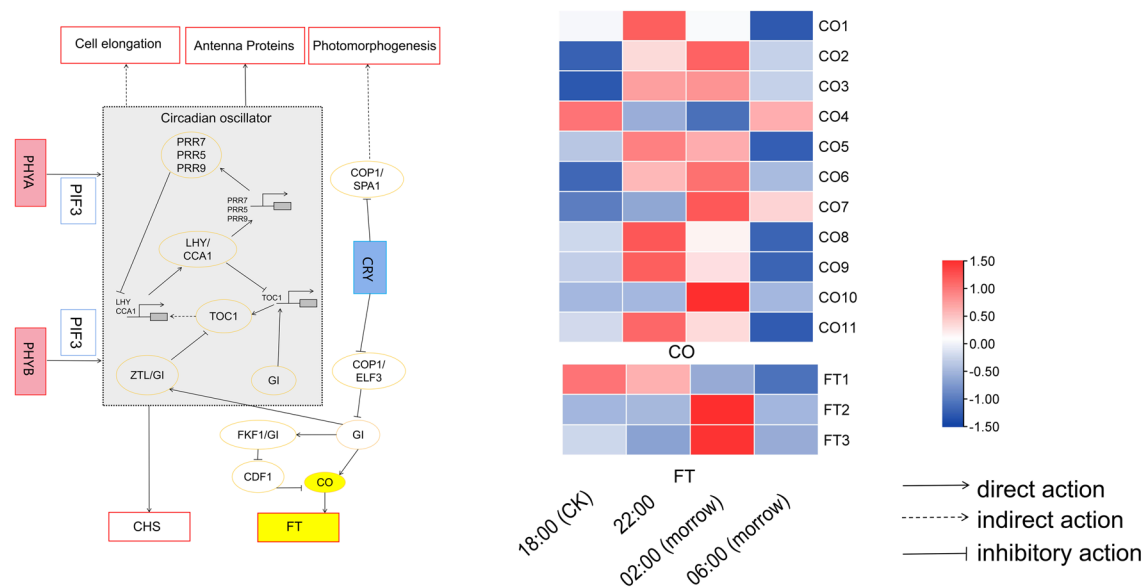 Cell elongation
Antenna Proteins
Photomorphogenesis
Circadian oscillator
PHYA
PIF3
PRR7
PRR5
PRR9
PRR7
PRR5
PRR9
LHY/
CCA1
LHY
CCA1
TOC1
TOC1
PHYB
PIF3
ZTL/GI
GI
COP1/
SPA1
CRY
COP1/
ELF3
FKF1/GI
GI
CDF1
CO
CHS
FT
CO1
CO2
CO3
CO4
CO5
CO6
CO7
CO8
CO9
CO10
CO11
CO
FT1
FT2
FT3
FT
18:00 (CK)
22:00
02:00 (morrow)
06:00 (morrow)
1.50
1.00
0.50
0.00
-0.50
-1.00
-1.50
direct action
indirect action
inhibitory action